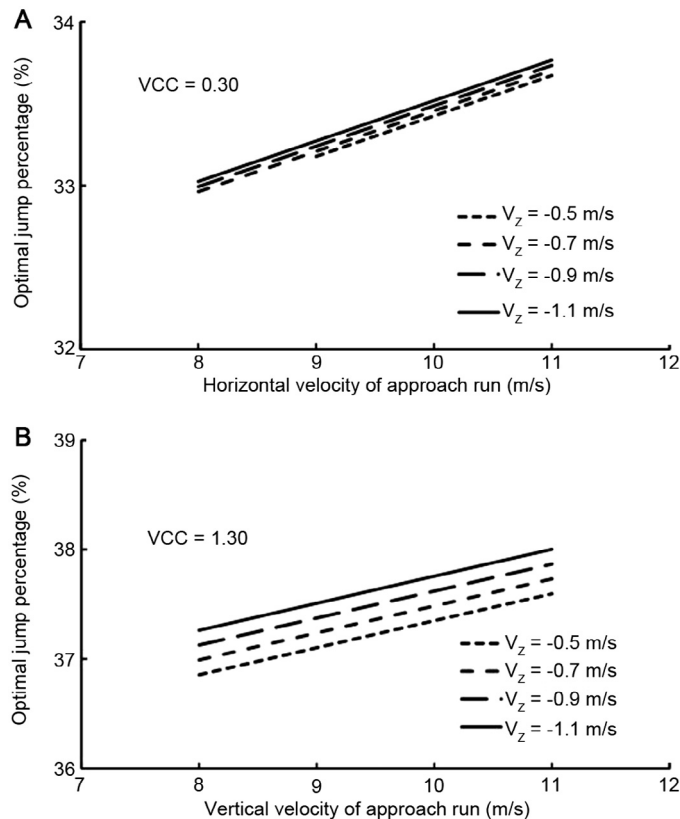 A
34
33
32
7
8
9
10
11
12
Optimal jump percentage (%)
VCC = 0.30
V_Z = -0.5 m/s
V_Z = -0.7 m/s
V_Z = -0.9 m/s
V_Z = -1.1 m/s
Horizontal velocity of approach run (m/s)
B
39
38
37
36
7
8
9
10
11
12
Optimal jump percentage (%)
VCC = 1.30
V_Z = -0.5 m/s
V_Z = -0.7 m/s
V_Z = -0.9 m/s
V_Z = -1.1 m/s
Vertical velocity of approach run (m/s)